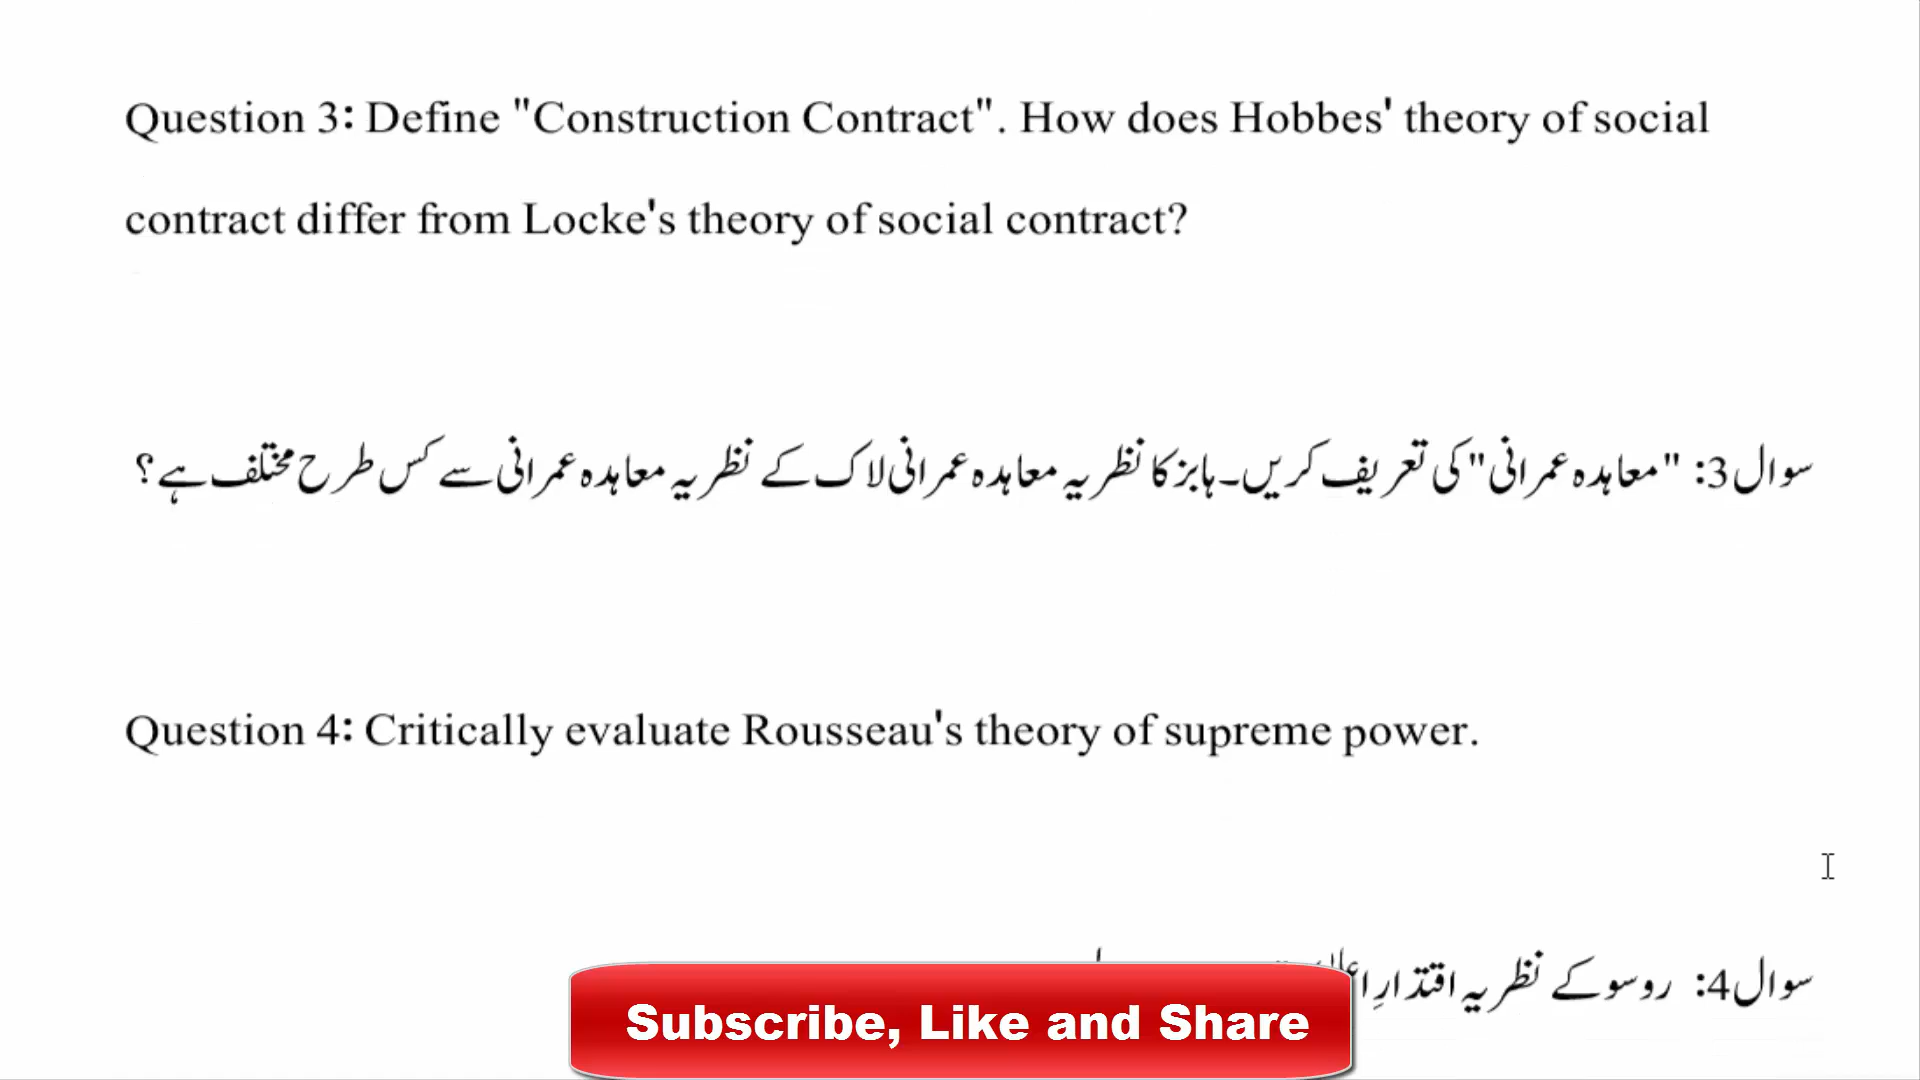 Question 3: Define "Construction Contract". How does Hobbes' theory of social
contract differ from Locke's theory of social contract?
سوال 3: "معاہدہ عمرانی" کی تعریف کریں۔ ہابز کا نظریہ معاہدہ عمرانی لاک کے نظریہ معاہدہ عمرانی سے کس طرح مختلف ہے؟
Question 4: Critically evaluate Rousseau's theory of supreme power.
سوال 4: روسو کے نظریہ اقتدارِ
Subscribe, Like and Share